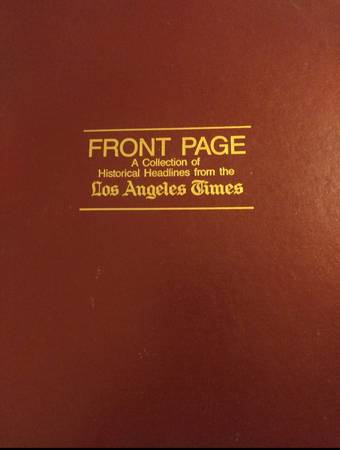 FRONT PAGE
A Collection of
Historical Headlines from the
Los Angeles Times